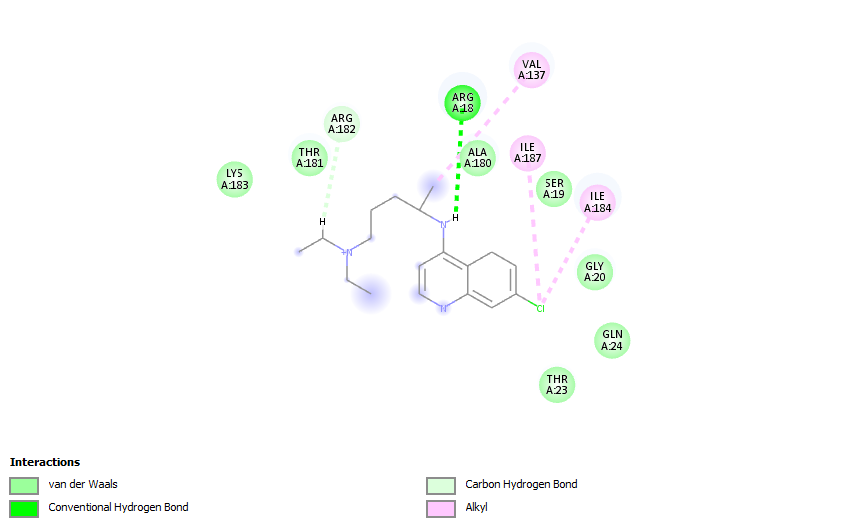 VAL
A:137
ARG
A:18
ARG
A:182
THR
A:181
ALA
A:180
ILE
A:187
LYS
A:183
SER
A:19
ILE
A:184
H
H
N
+N
GLY
A:20
N
Cl
GLN
A:24
THR
A:23
Interactions
van der Waals
Conventional Hydrogen Bond
Carbon Hydrogen Bond
Alkyl